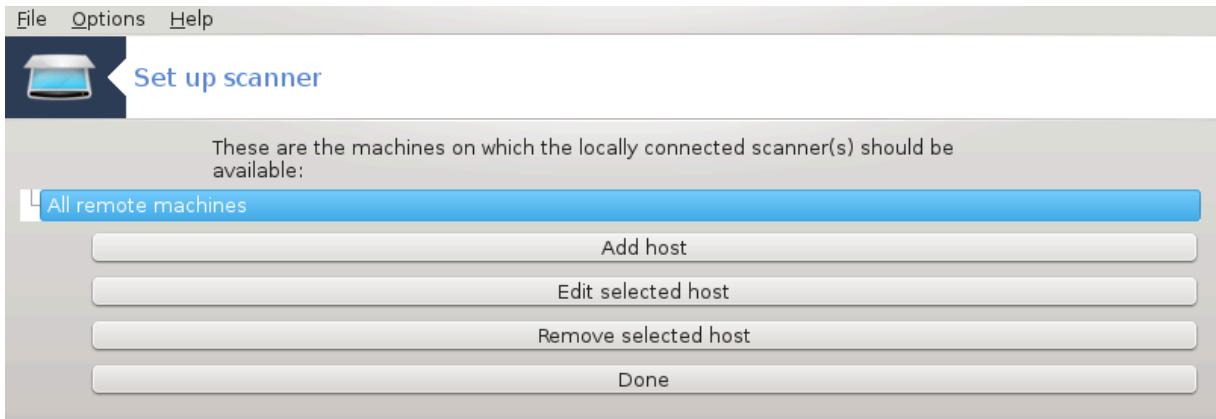 File Options Help
Set up scanner
These are the machines on which the locally connected scanner(s) should be
available:
All remote machines
Add host
Edit selected host
Remove selected host
Done